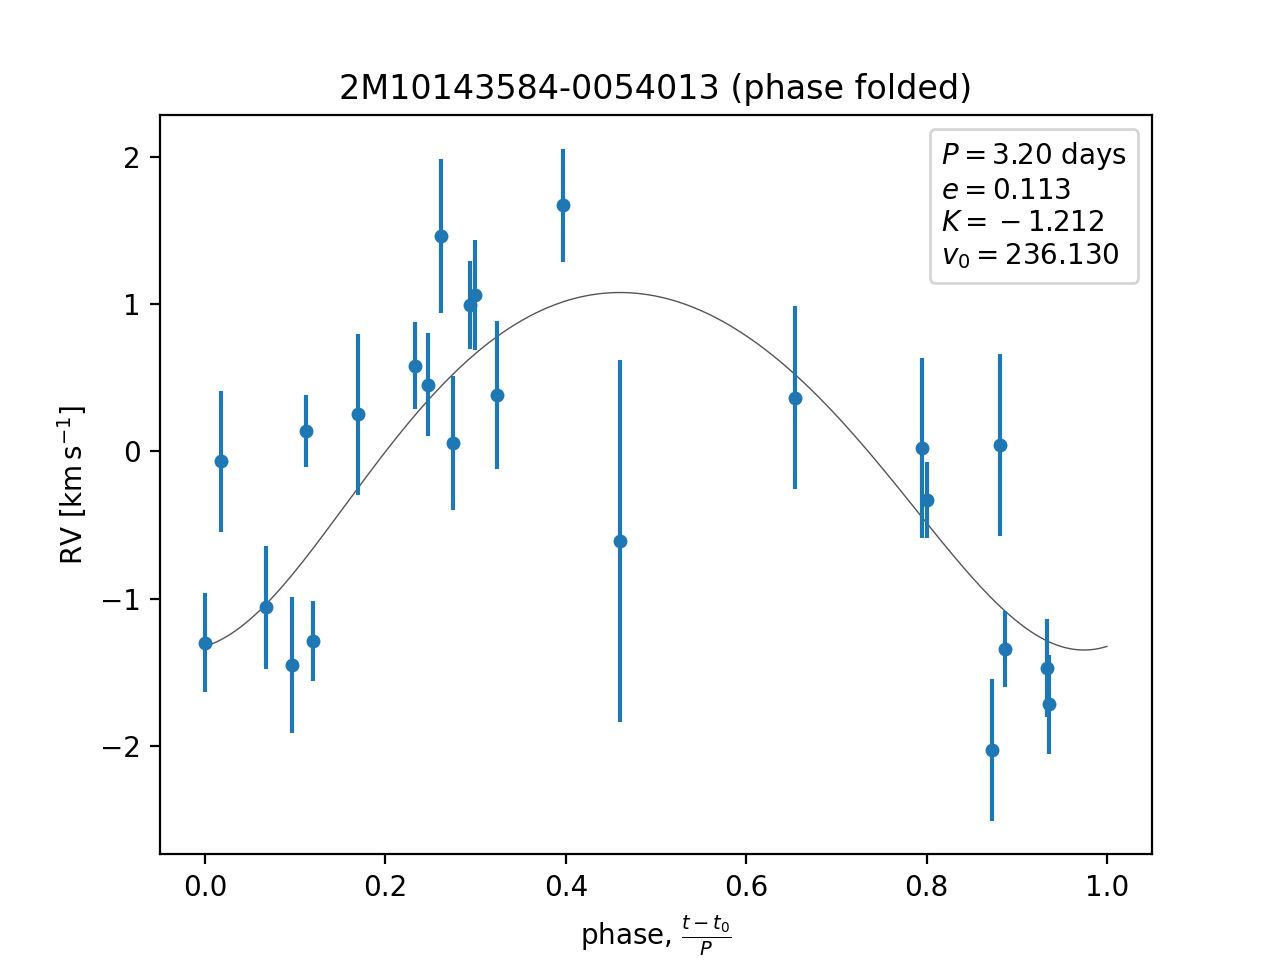 2M10143584-0054013 (phase folded)
P = 3.20 days
e = 0.113
K = −1.212
v₀ = 236.130
2
1
0
−1
−2
RV [km s⁻¹]
0.0 0.2 0.4 0.6 0.8 1.0
phase, (t − t₀)/P